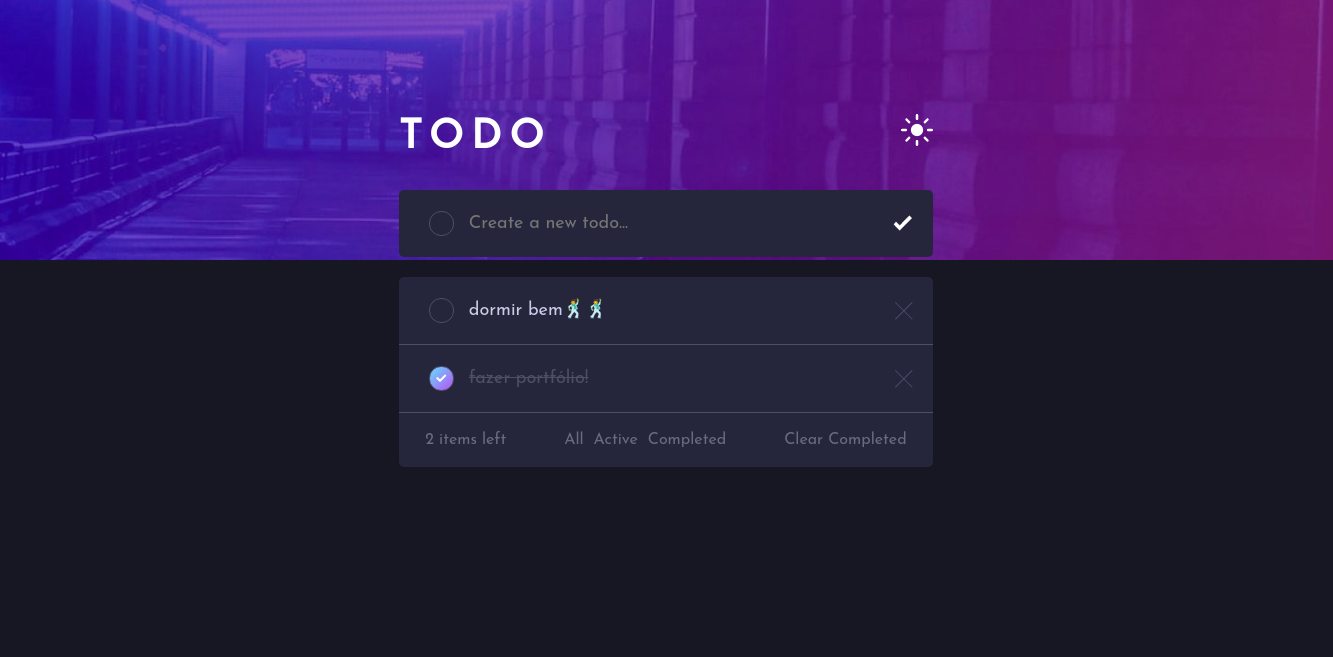 TODO
Create a new todo...
dormir bem🕺🕺
fazer portfólio!
2 items left All Active Completed Clear Completed